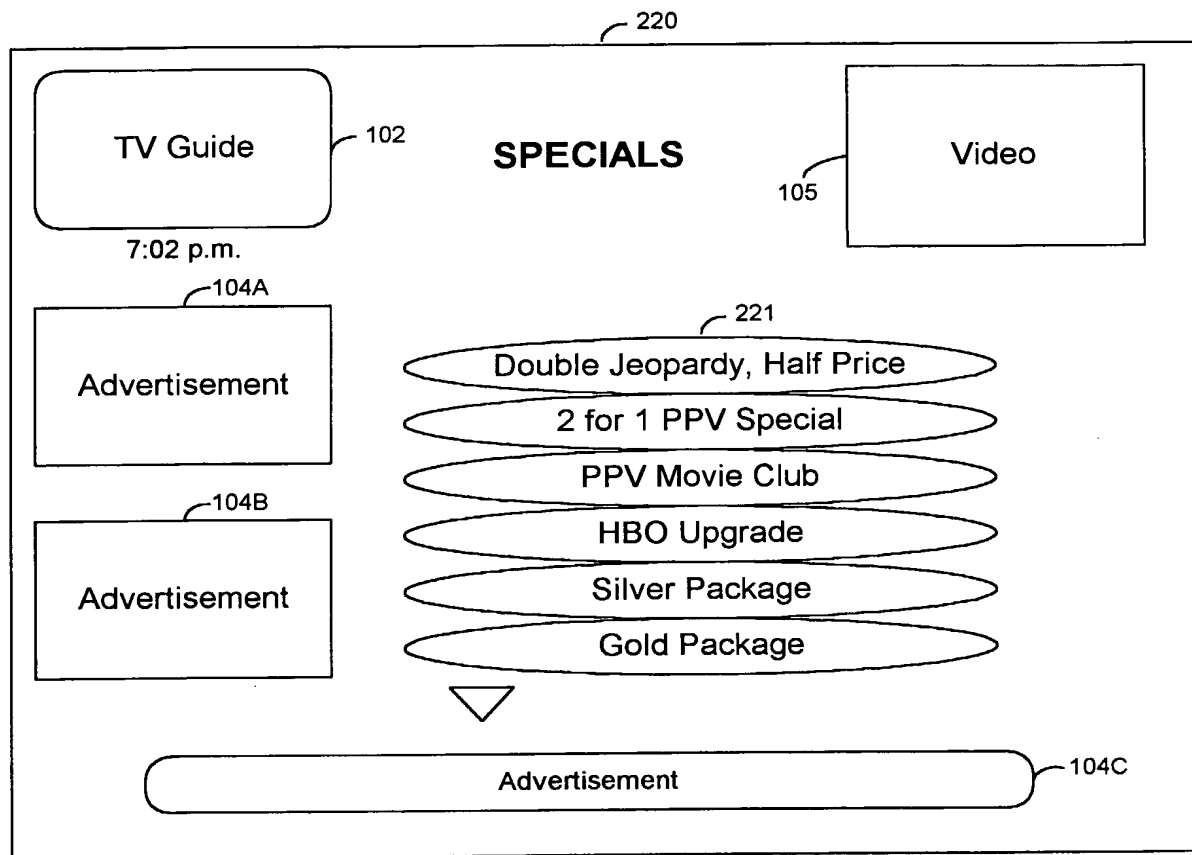 220
TV Guide
102
SPECIALS
Video
105
7:02 p.m.
104A
Advertisement
221
Double Jeopardy, Half Price
2 for 1 PPV Special
PPV Movie Club
104B
HBO Upgrade
Advertisement
Silver Package
Gold Package
Advertisement
104C